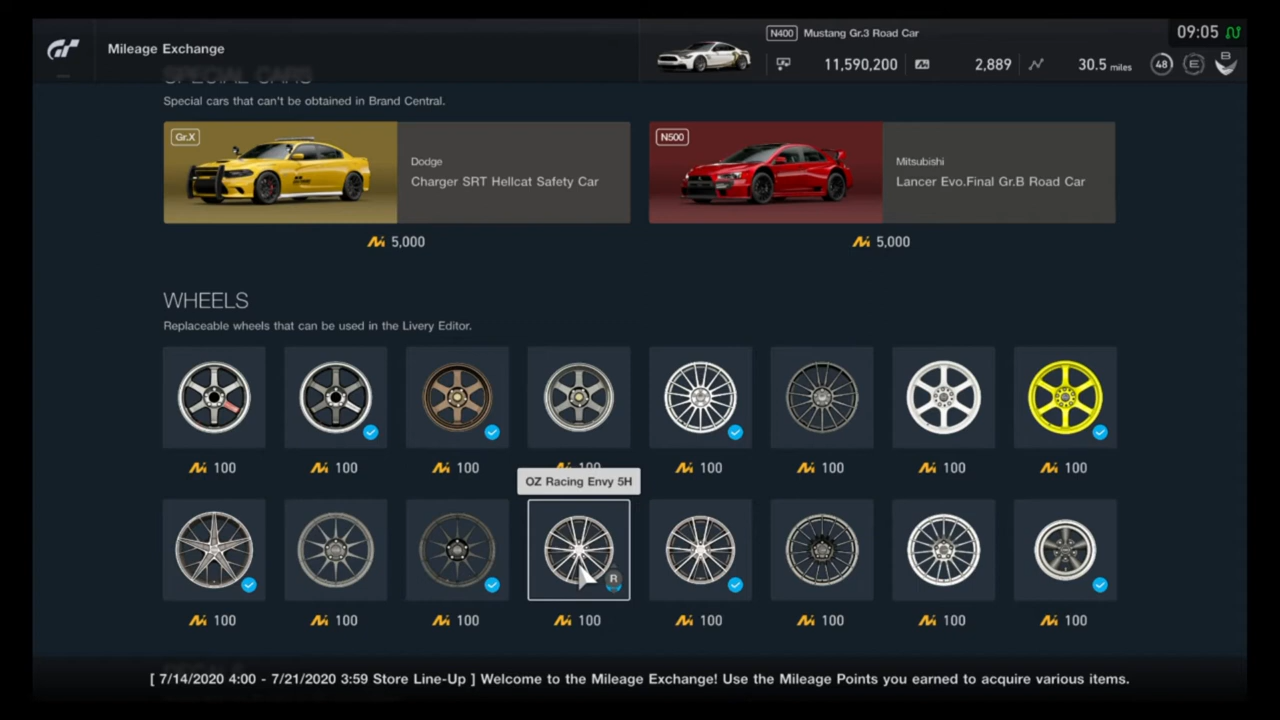 Mileage Exchange
N400 Mustang Gr.3 Road Car
11,590,200
2,889
30.5 miles
48
E
B
09:05
SPECIAL CARS
Special cars that can't be obtained in Brand Central.
Gr.X
Dodge
Charger SRT Hellcat Safety Car
N500
Mitsubishi
Lancer Evo.Final Gr.B Road Car
5,000
5,000
WHEELS
Replaceable wheels that can be used in the Livery Editor.
100 100 100 100 100 100 100 100
OZ Racing Envy 5H
R
100 100 100 100 100 100 100 100
[ 7/14/2020 4:00 - 7/21/2020 3:59 Store Line-Up ] Welcome to the Mileage Exchange! Use the Mileage Points you earned to acquire various items.